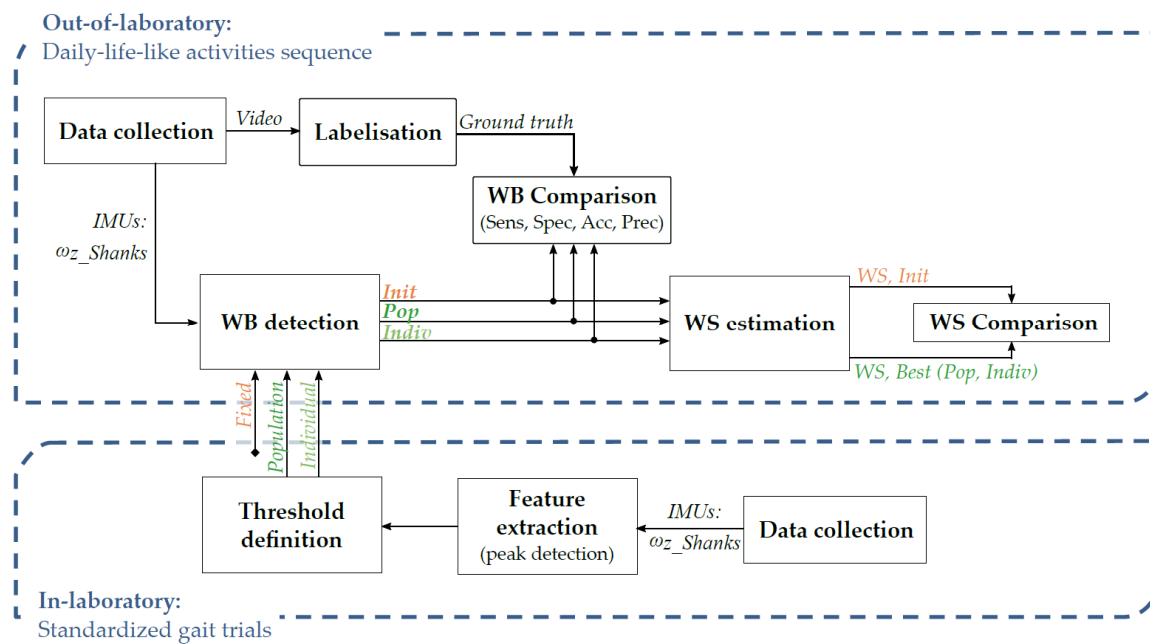 Out-of-laboratory:
Daily-life-like activities sequence
Data collection
Video
Labelisation
Ground truth
WB Comparison
(Sens, Spec, Acc, Prec)
IMUs:
ωz_Shanks
WB detection
Init
Pop
Indiv
WS estimation
WS, Init
WS Comparison
WS, Best (Pop, Indiv)
Fixed
Population
Individual
Threshold
definition
Feature
extraction
(peak detection)
IMUs:
ωz_Shanks
Data collection
In-laboratory:
Standardized gait trials